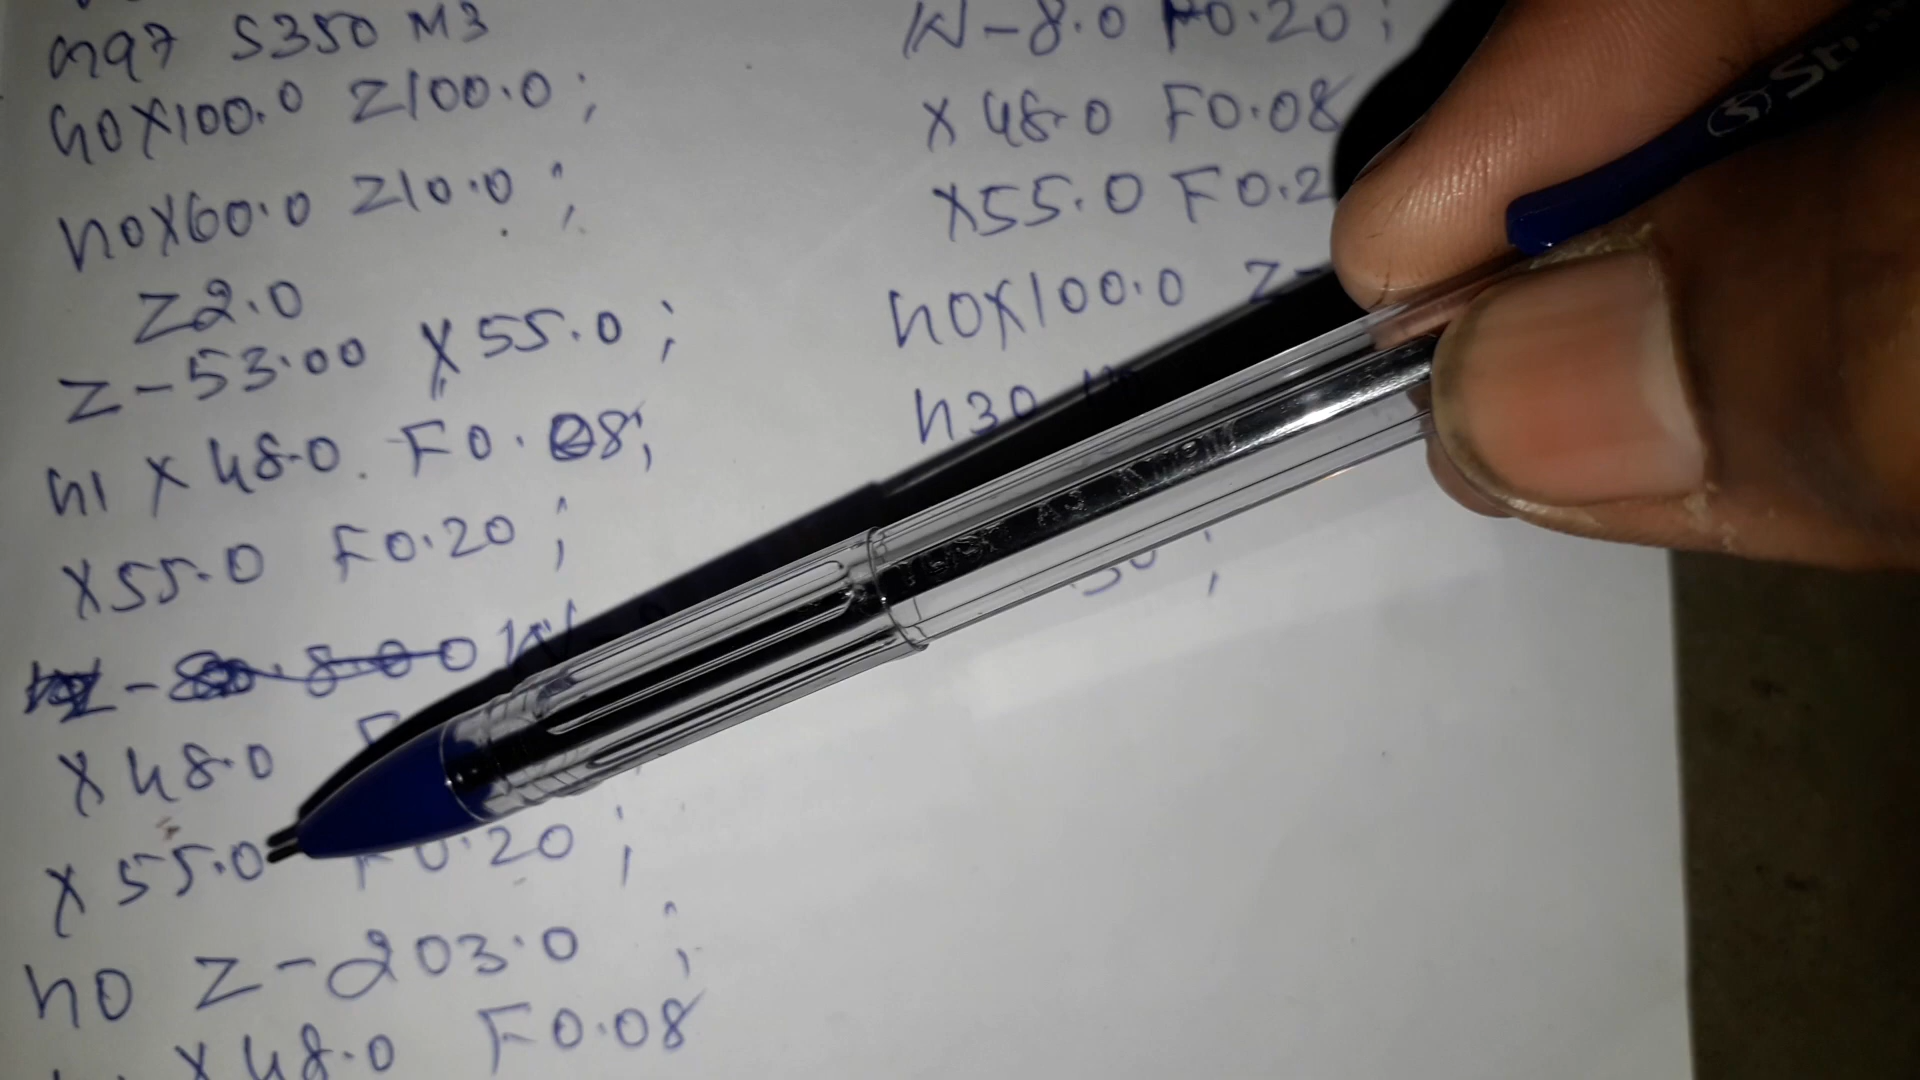 G97 S350 M3
G0X100.0 Z100.0 ;
G0X60.0 Z10.0 ;
Z2.0
Z-53.00 X55.0 ;
G1 X48.0. F0.08;
X55.0 F0.20 ;
W
X48.0
X55.0 F0.20 ;
G0 Z-203.0 ;
X48.0 F0.08
W-8.0 F0.20 ;
X48.0 F0.08
X55.0 F0.2
G0X100.0 Z-
G30